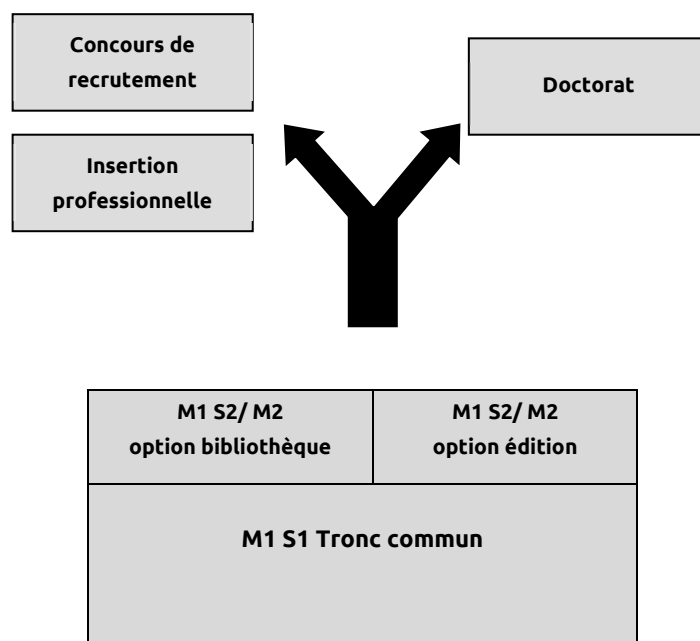 Concours de
recrutement
Doctorat
Insertion
professionnelle
M1 S2/ M2
option bibliothèque
M1 S2/ M2
option édition
M1 S1 Tronc commun